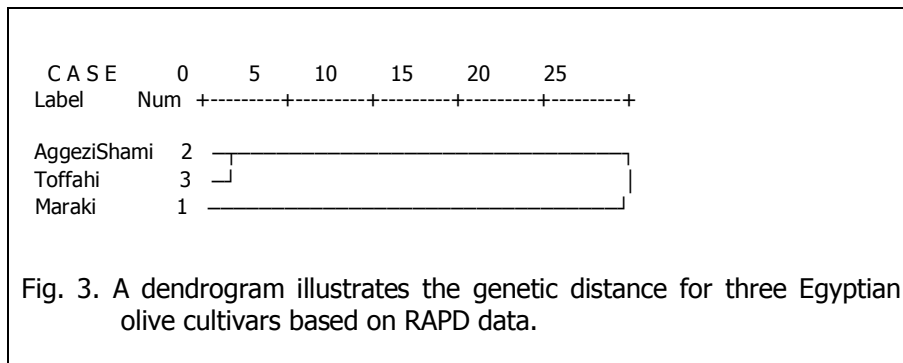 C A S E 0 5 10 15 20 25
Label Num +---------+---------+---------+---------+---------+
AggeziShami 2
Toffahi 3
Maraki 1
Fig. 3. A dendrogram illustrates the genetic distance for three Egyptian
olive cultivars based on RAPD data.